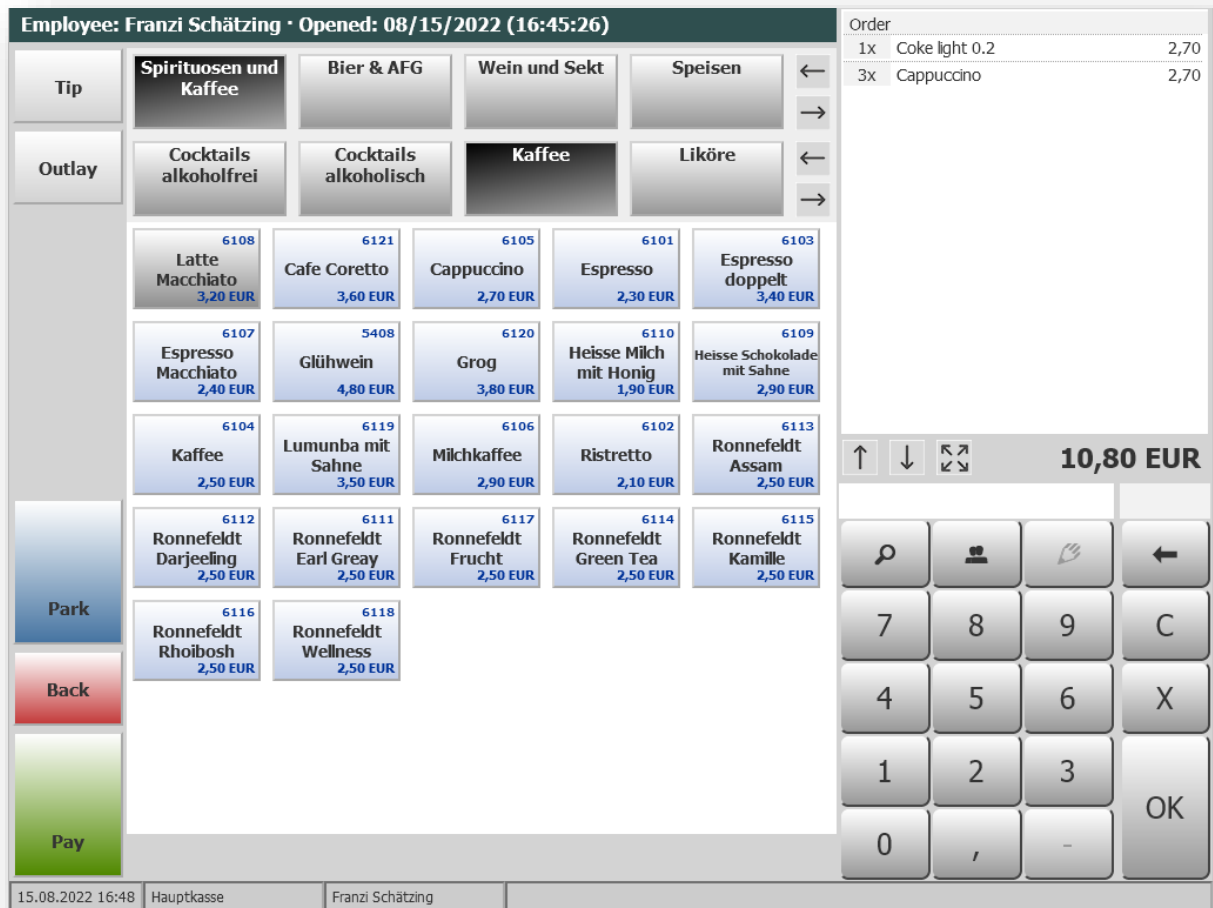 Employee: Franzi Schätzing · Opened: 08/15/2022 (16:45:26)
Tip
Outlay
Park
Back
Pay
Spirituosen und
Kaffee
Bier & AFG
Wein und Sekt
Speisen
←
→
Cocktails
alkoholfrei
Cocktails
alkoholisch
Kaffee
Liköre
←
→
6108
Latte
Macchiato
3,20 EUR
6121
Cafe Coretto
3,60 EUR
6105
Cappuccino
2,70 EUR
6101
Espresso
2,30 EUR
6103
Espresso
doppelt
3,40 EUR
6107
Espresso
Macchiato
2,40 EUR
5408
Glühwein
4,80 EUR
6120
Grog
3,80 EUR
6110
Heisse Milch
mit Honig
1,90 EUR
6109
Heisse Schokolade
mit Sahne
2,90 EUR
6104
Kaffee
2,50 EUR
6119
Lumunba mit
Sahne
3,50 EUR
6106
Milchkaffee
2,90 EUR
6102
Ristretto
2,10 EUR
6113
Ronnefeldt
Assam
2,50 EUR
6112
Ronnefeldt
Darjeeling
2,50 EUR
6111
Ronnefeldt
Earl Greay
2,50 EUR
6117
Ronnefeldt
Frucht
2,50 EUR
6114
Ronnefeldt
Green Tea
2,50 EUR
6115
Ronnefeldt
Kamille
2,50 EUR
6116
Ronnefeldt
Rhoibosh
2,50 EUR
6118
Ronnefeldt
Wellness
2,50 EUR
Order
1x Coke light 0.2 2,70
3x Cappuccino 2,70
↑ ↓ 10,80 EUR
7 8 9 C
4 5 6 X
1 2 3
OK
0 , -
15.08.2022 16:48 Hauptkasse Franzi Schätzing